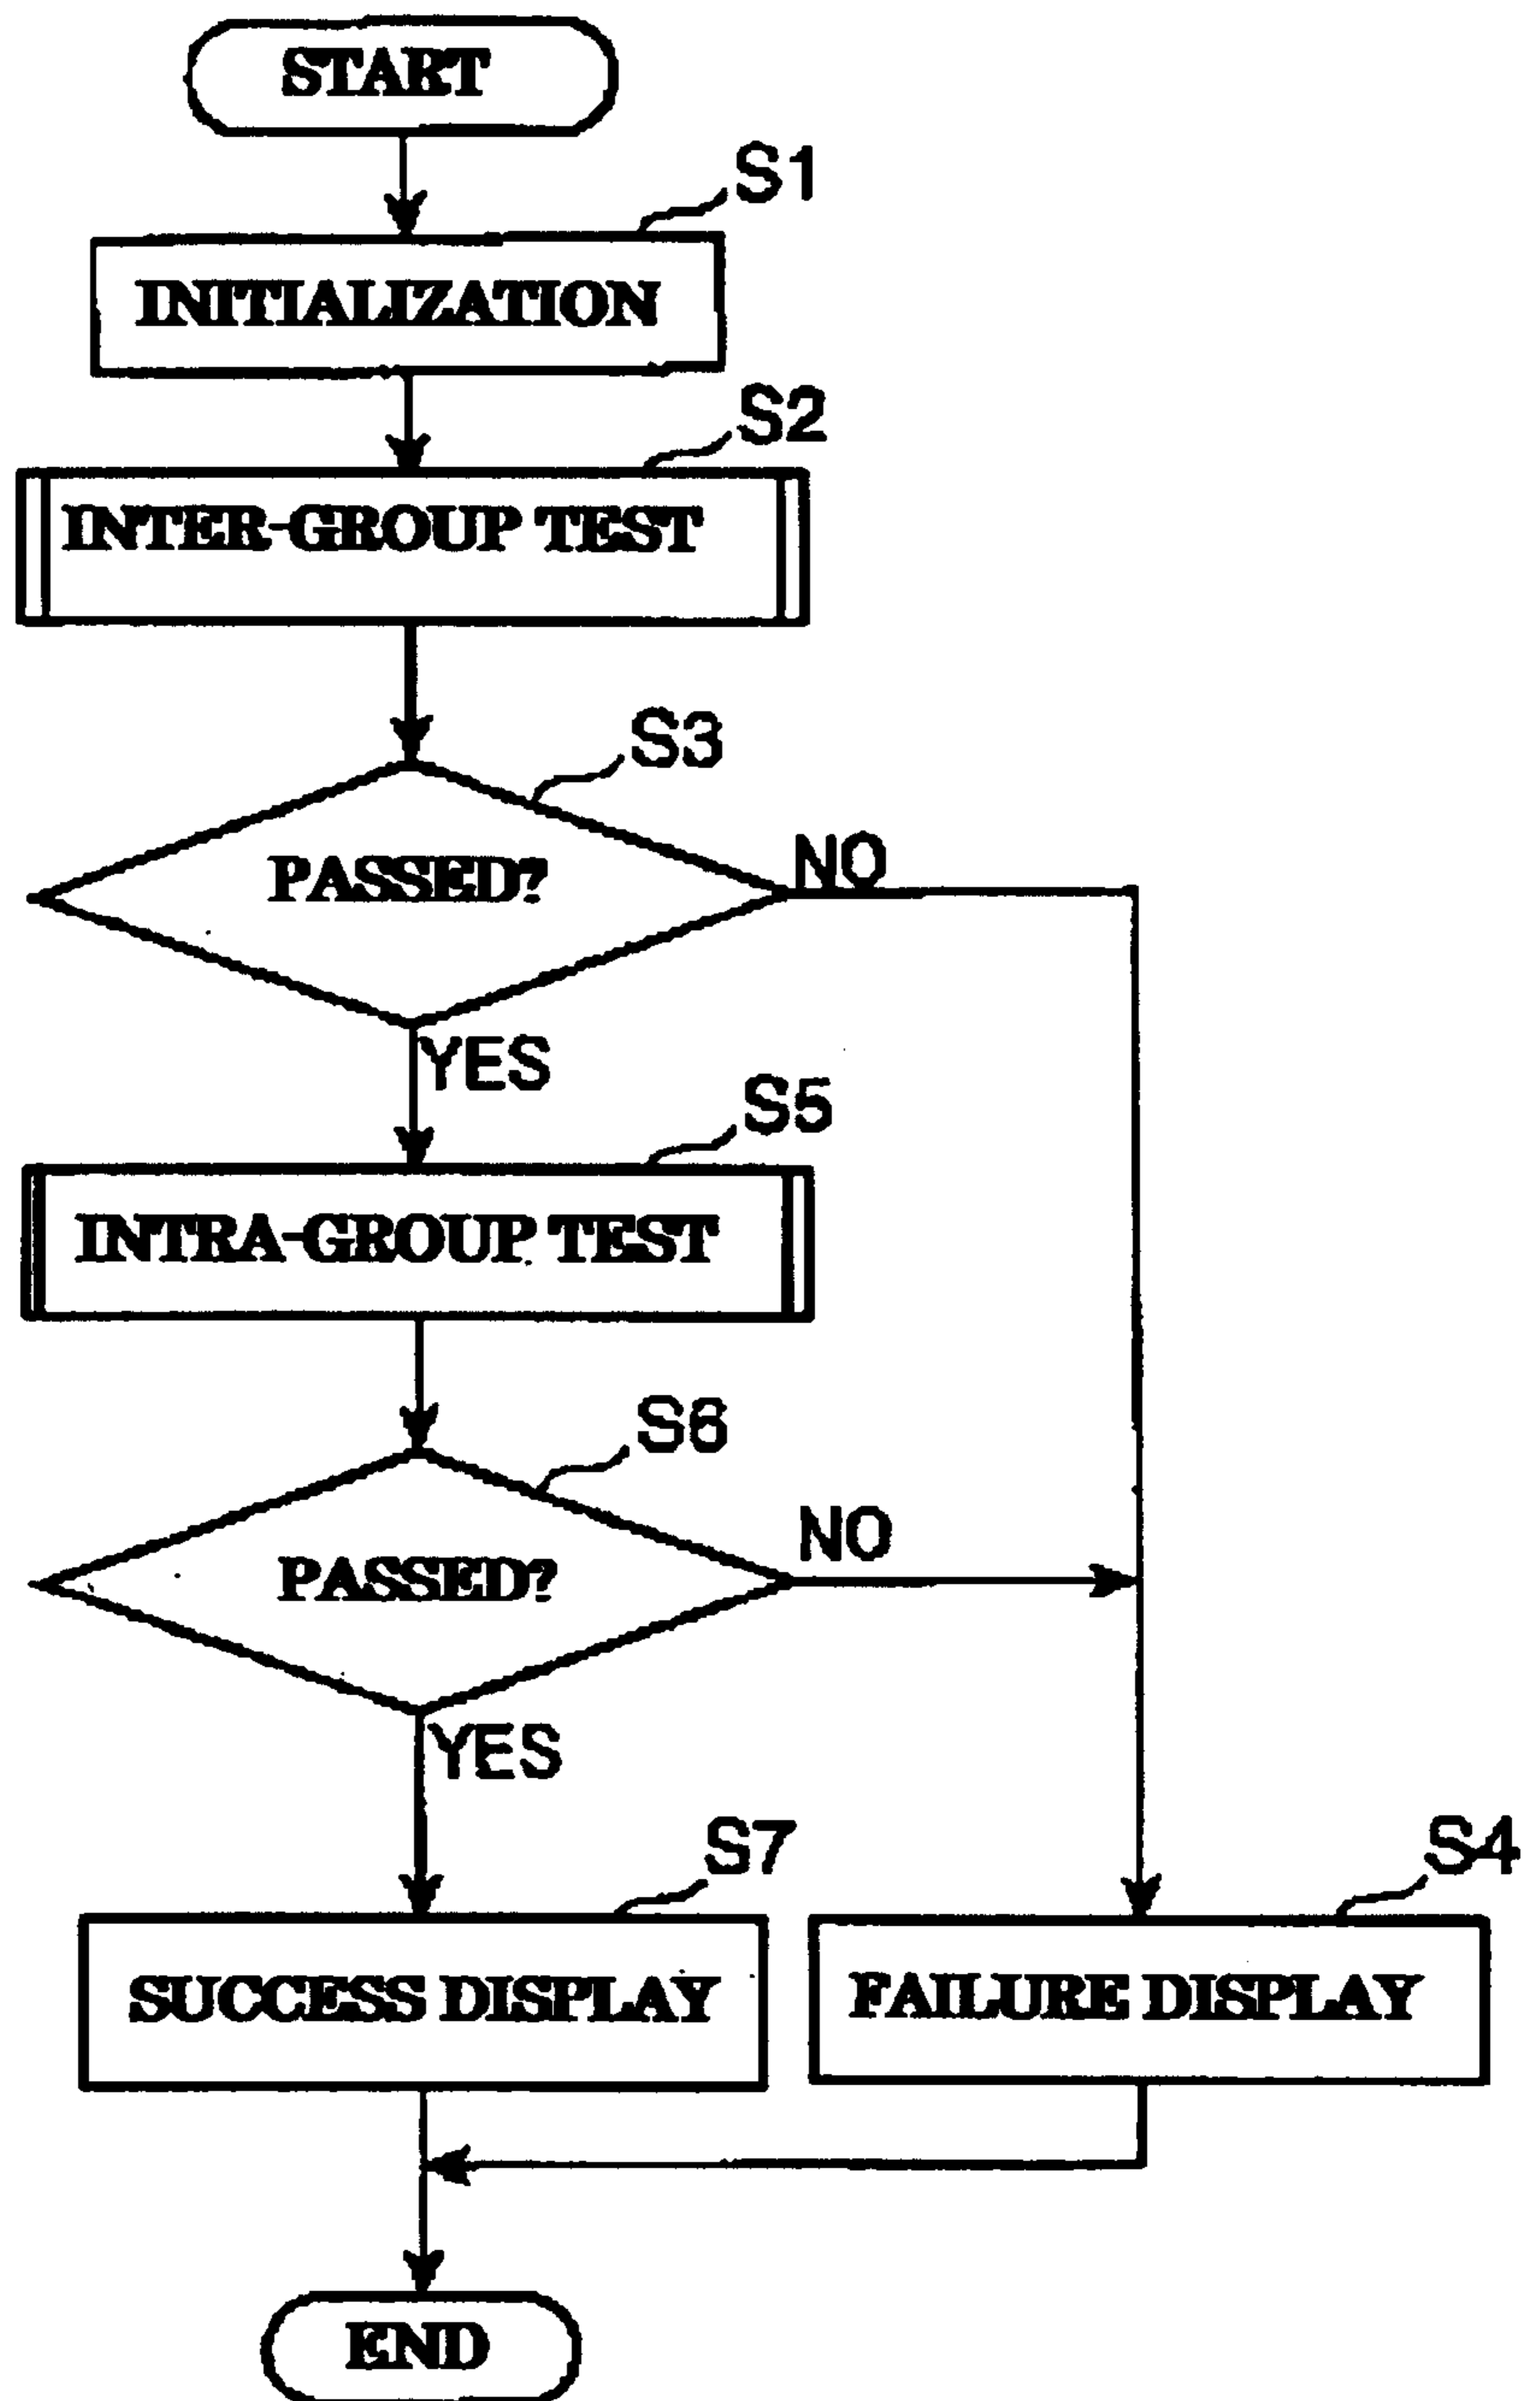 START
S1
INITIALIZATION
S2
INTER-GROUP TEST
S3
PASSED?
NO
YES
S5
INTRA-GROUP TEST
S6
PASSED?
NO
YES
S7
SUCCESS DISPLAY
S4
FAILURE DISPLAY
END